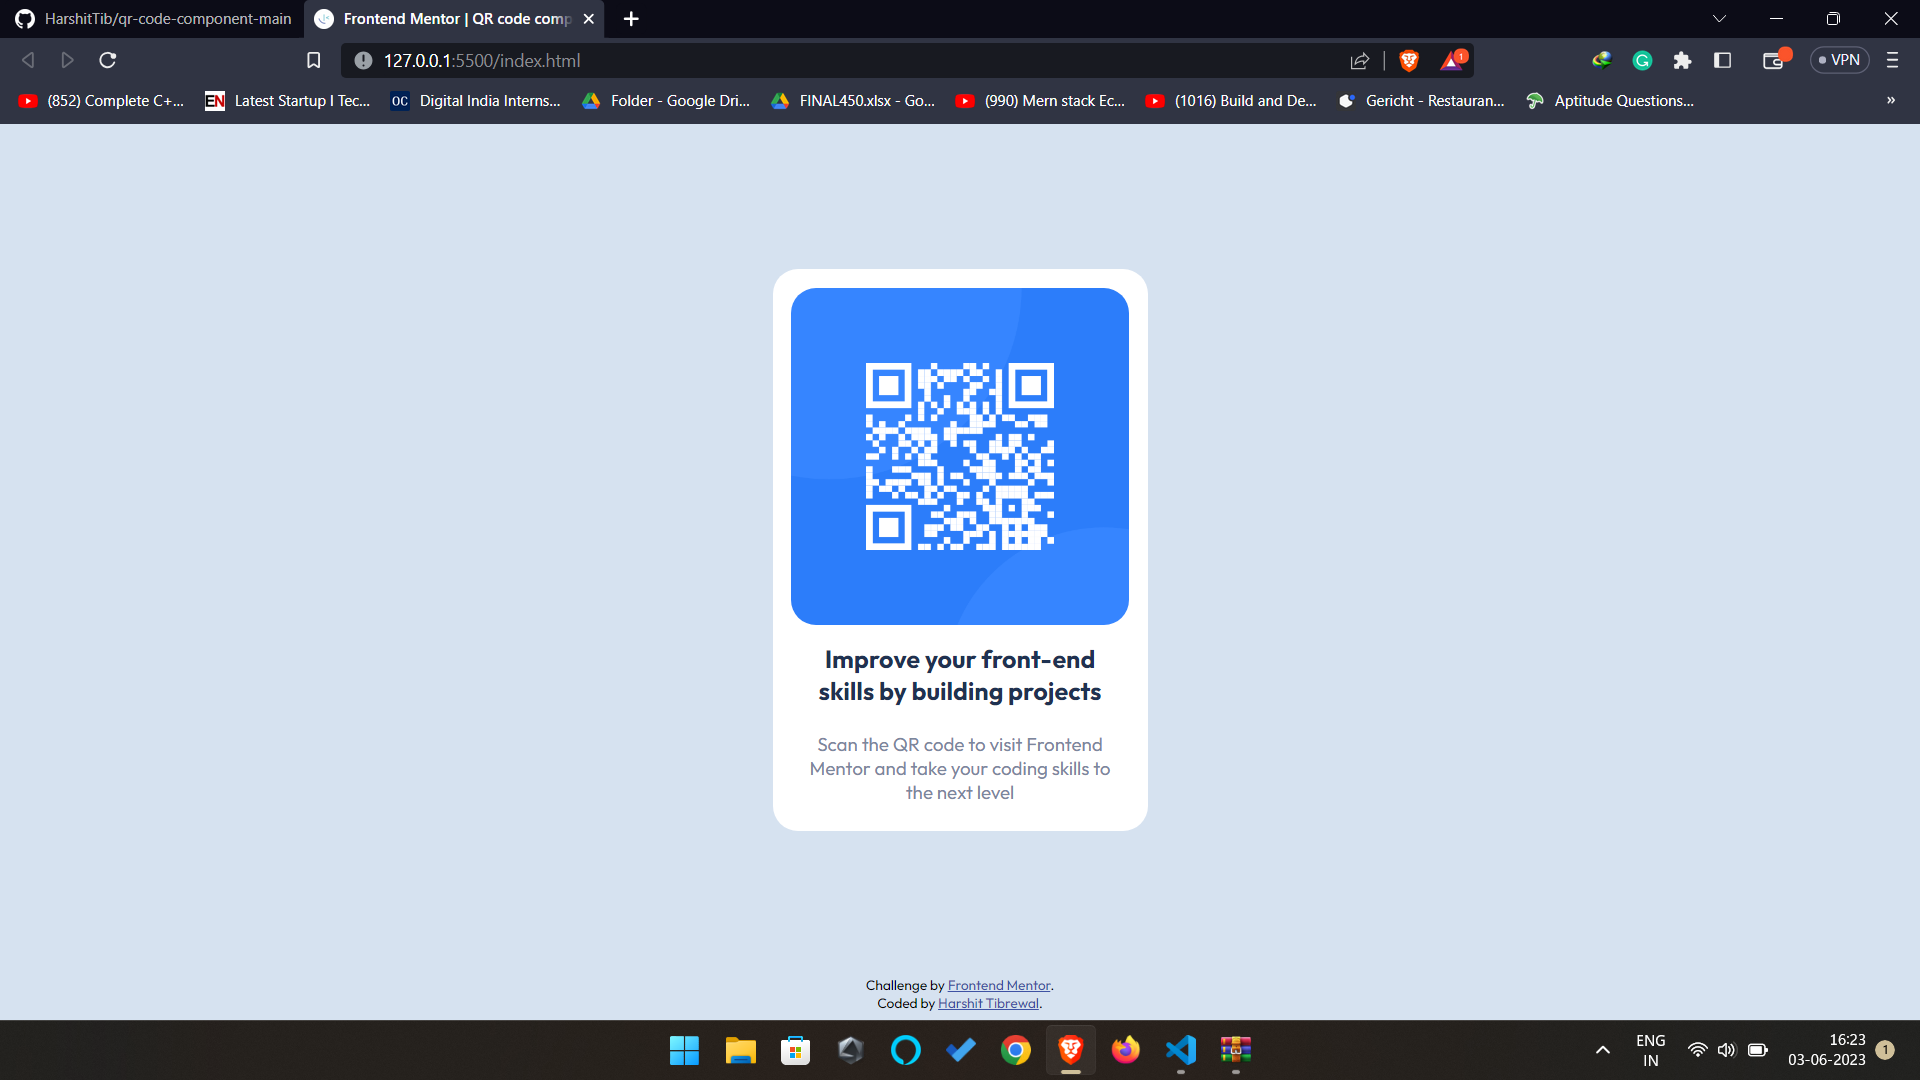 HarshitTib/qr-code-component-main
Frontend Mentor | QR code comp
127.0.0.1:5500/index.html
1
VPN
(852) Complete C+...
EN Latest Startup I Tec...
OC Digital India Interns...
Folder - Google Dri...
FINAL450.xlsx - Go...
(990) Mern stack Ec...
(1016) Build and De...
Gericht - Restauran...
Aptitude Questions...
»
Improve your front-end
skills by building projects
Scan the QR code to visit Frontend
Mentor and take your coding skills to
the next level
Challenge by Frontend Mentor.
Coded by Harshit Tibrewal.
ENG
IN
16:23
03-06-2023
1